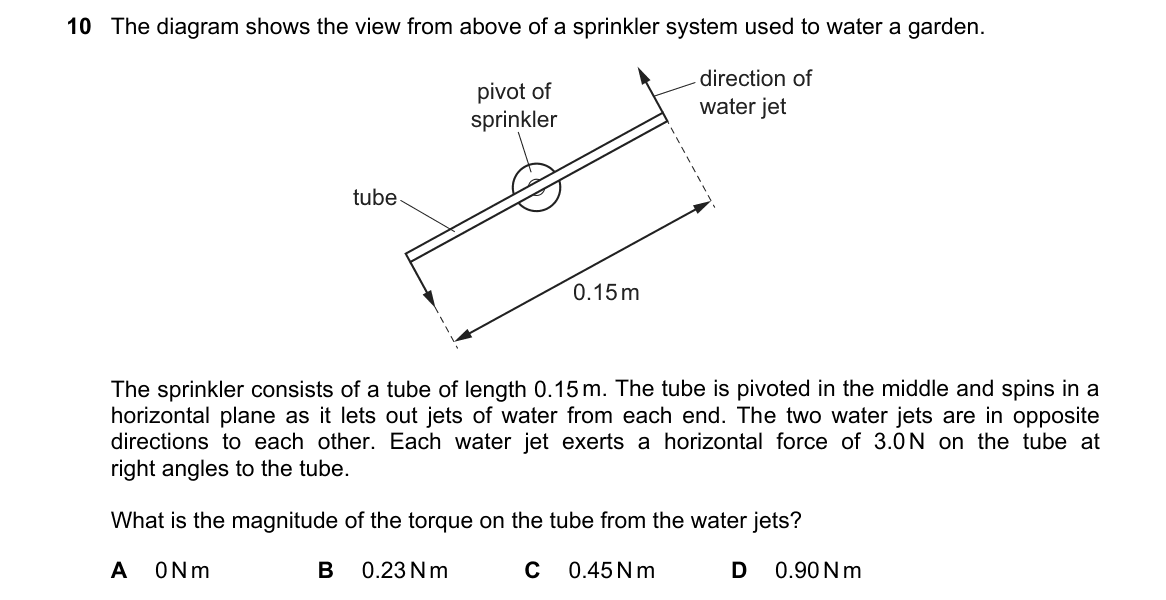 10 The diagram shows the view from above of a sprinkler system used to water a garden.
direction of
water jet
pivot of
sprinkler
tube
0.15 m
The sprinkler consists of a tube of length 0.15 m. The tube is pivoted in the middle and spins in a
horizontal plane as it lets out jets of water from each end. The two water jets are in opposite
directions to each other. Each water jet exerts a horizontal force of 3.0 N on the tube at
right angles to the tube.
What is the magnitude of the torque on the tube from the water jets?
A 0 N m B 0.23 N m C 0.45 N m D 0.90 N m